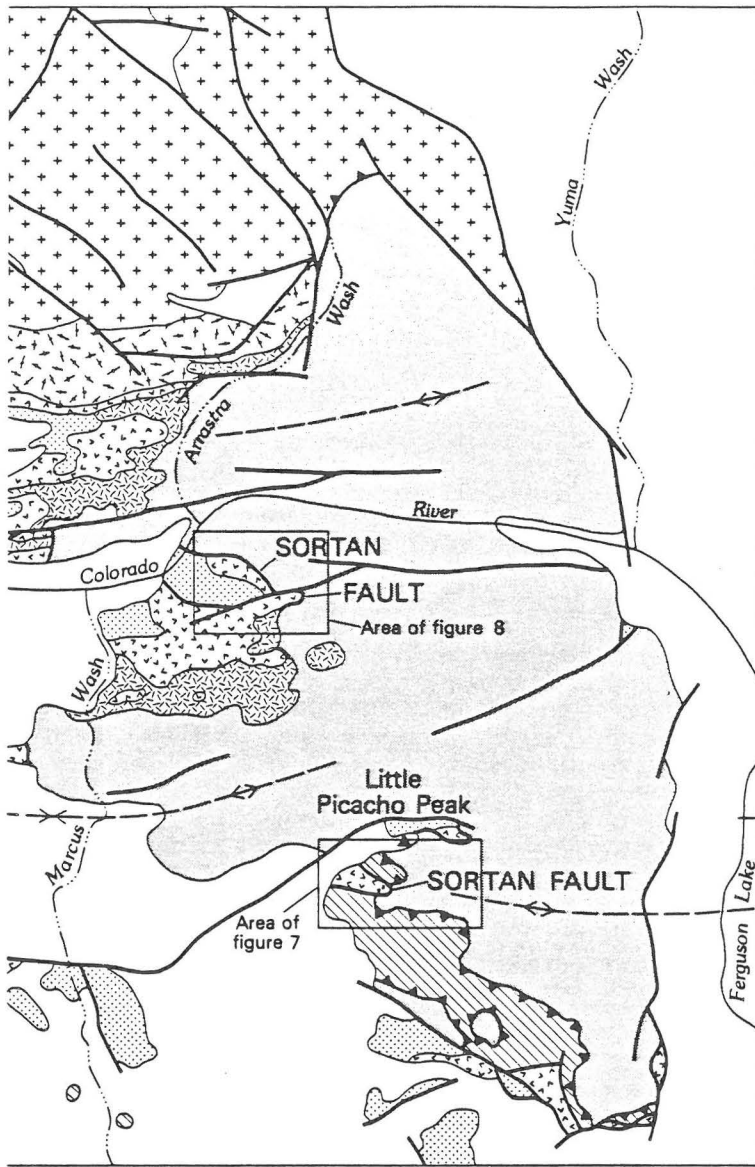 Wash
Yuma
Wash
Arrastra
River
SORTAN
Colorado
FAULT
Area of figure 8
Wash
Little
Picacho Peak
Marcus
SORTAN FAULT
Area of
figure 7
Ferguson Lake